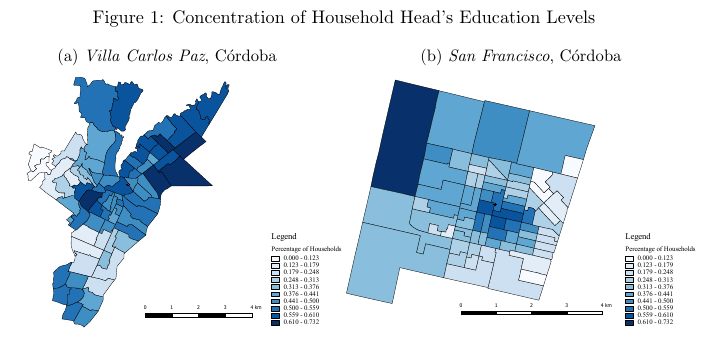 Figure 1: Concentration of Household Head's Education Levels
(a) Villa Carlos Paz, Córdoba
(b) San Francisco, Córdoba
Legend
Percentage of Households
0.000 - 0.123
0.123 - 0.179
0.179 - 0.248
0.248 - 0.313
0.313 - 0.376
0.376 - 0.441
0.441 - 0.500
0.500 - 0.559
0.559 - 0.610
0.610 - 0.732
0 1 2 3 4 km
Legend
Percentage of Households
0.000 - 0.123
0.123 - 0.179
0.179 - 0.248
0.248 - 0.313
0.313 - 0.376
0.376 - 0.441
0.441 - 0.500
0.500 - 0.559
0.559 - 0.610
0.610 - 0.732
0 1 2 3 4 km